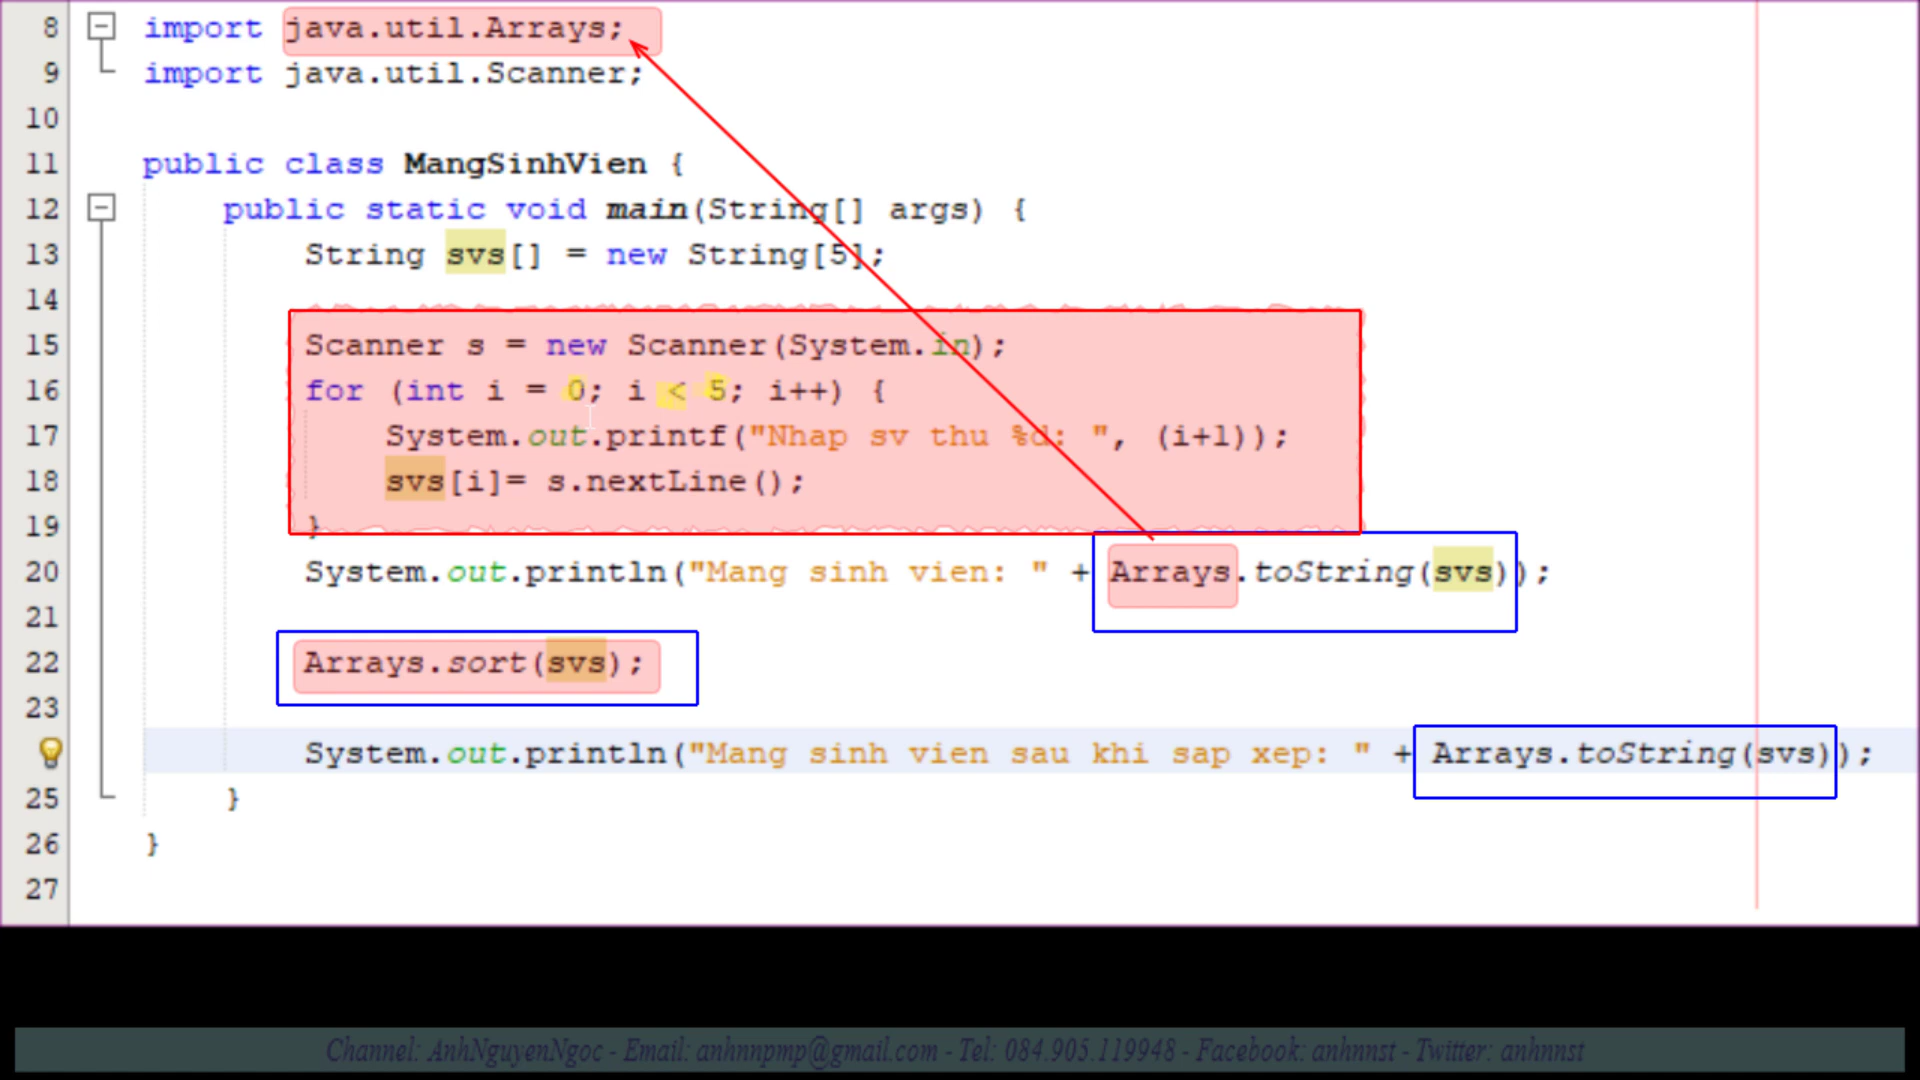 8 import java.util.Arrays;
9 import java.util.Scanner;
10
11 public class MangSinhVien {
12 public static void main(String[] args) {
13 String svs[] = new String[5];
14
15 Scanner s = new Scanner(System.in);
16 for (int i = 0; i < 5; i++) {
17 System.out.printf("Nhap sv thu %d: ", (i+1));
18 svs[i]= s.nextLine();
19 }
20 System.out.println("Mang sinh vien: " + Arrays.toString(svs));
21
22 Arrays.sort(svs);
23
System.out.println("Mang sinh vien sau khi sap xep: " + Arrays.toString(svs));
25 }
26 }
27
Channel: AnhNguyenNgoc - Email: anhnnpmp@gmail.com - Tel: 084.905.119948 - Facebook: anhnnst - Twitter: anhnnst